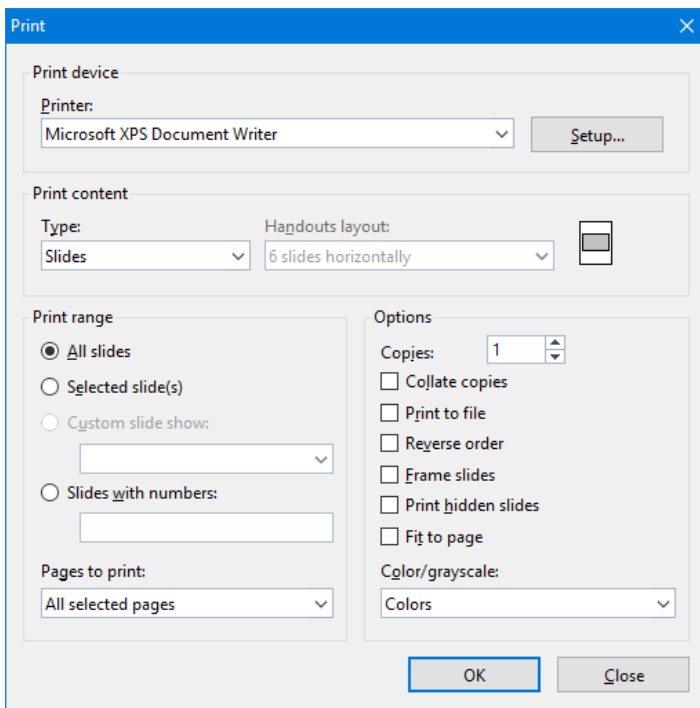 Print
Print device
Printer:
Microsoft XPS Document Writer
Setup...
Print content
Type:
Handouts layout:
Slides
6 slides horizontally
Print range
All slides
Selected slide(s)
Custom slide show:
Slides with numbers:
Pages to print:
All selected pages
Options
Copies:
1
Collate copies
Print to file
Reverse order
Frame slides
Print hidden slides
Fit to page
Color/grayscale:
Colors
OK
Close